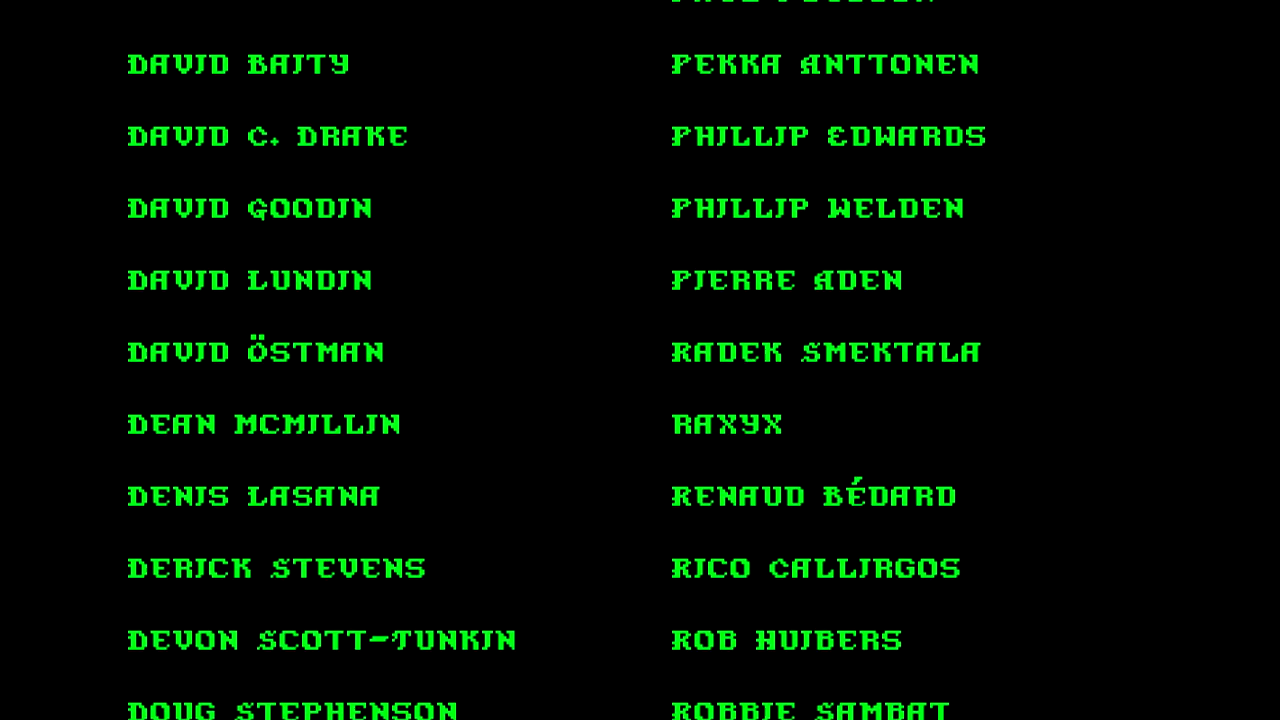 DAVID BAITY
DAVID C. DRAKE
DAVID GOODIN
DAVID LUNDIN
DAVID ÖSTMAN
DEAN MCMILLIN
DENIS LASANA
DERICK STEVENS
DEVON SCOTT-TUNKIN
DOUG STEPHENSON
PEKKA ANTTONEN
PHILLIP EDWARDS
PHILLIP WELDEN
PIERRE ADEN
RADEK SMEKTALA
RAXYX
RENAUD BÉDARD
RICO CALLIRGOS
ROB HUIBERS
ROBBIE SAMBAT